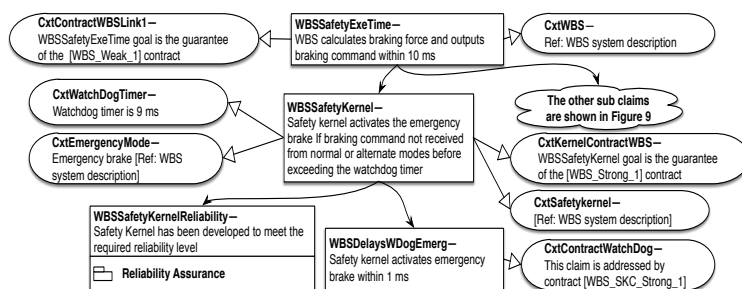 CxtContractWBSLink1–
WBSSafetyExeTime goal is the guarantee
of the [WBS_Weak_1] contract
WBSSafetyExeTime–
WBS calculates braking force and outputs
braking command within 10 ms
CxtWBS–
Ref: WBS system description
CxtWatchDogTimer–
Watchdog timer is 9 ms
CxtEmergencyMode–
Emergency brake [Ref: WBS
system description]
WBSSafetyKernel–
Safety kernel activates the emergency
brake If braking command not received
from normal or alternate modes before
exceeding the watchdog timer
The other sub claims
are shown in Figure 9
CxtKernelContractWBS–
WBSSafetyKernel goal is the guarantee
of the [WBS_Strong_1] contract
CxtSafetykernel–
[Ref: WBS system description]
WBSSafetyKernelReliability–
Safety Kernel has been developed to meet the
required reliability level
Reliability Assurance
WBSDelaysWDogEmerg–
Safety kernel activates emergency
brake within 1 ms
CxtContractWatchDog–
This claim is addressed by
contract [WBS_SKC_Strong_1]